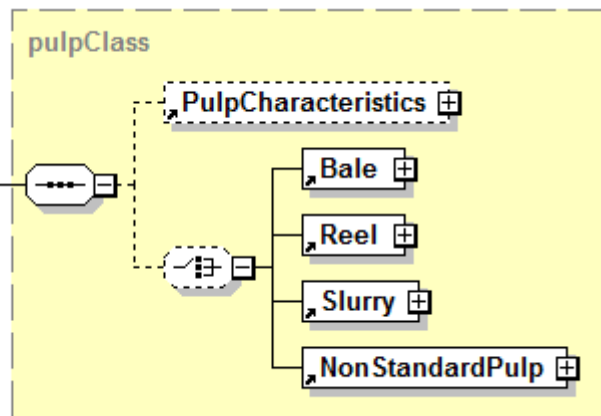 pulpClass
PulpCharacteristics
Bale
Reel
Slurry
NonStandardPulp